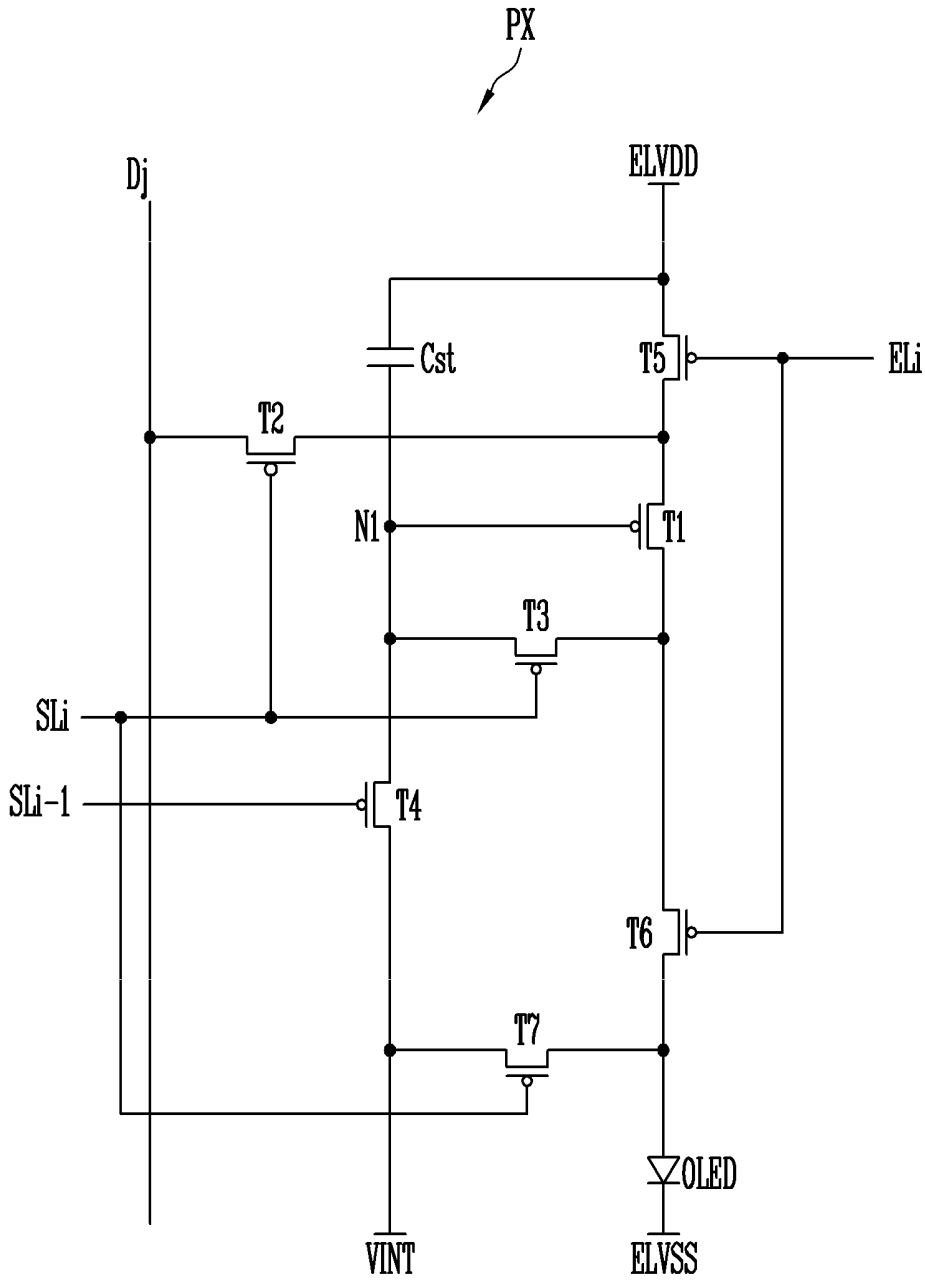 PX
Dj
ELVDD
Cst
T5
ELi
T2
N1
T1
T3
SLi
SLi-1
T4
T6
T7
OLED
VINT
ELVSS